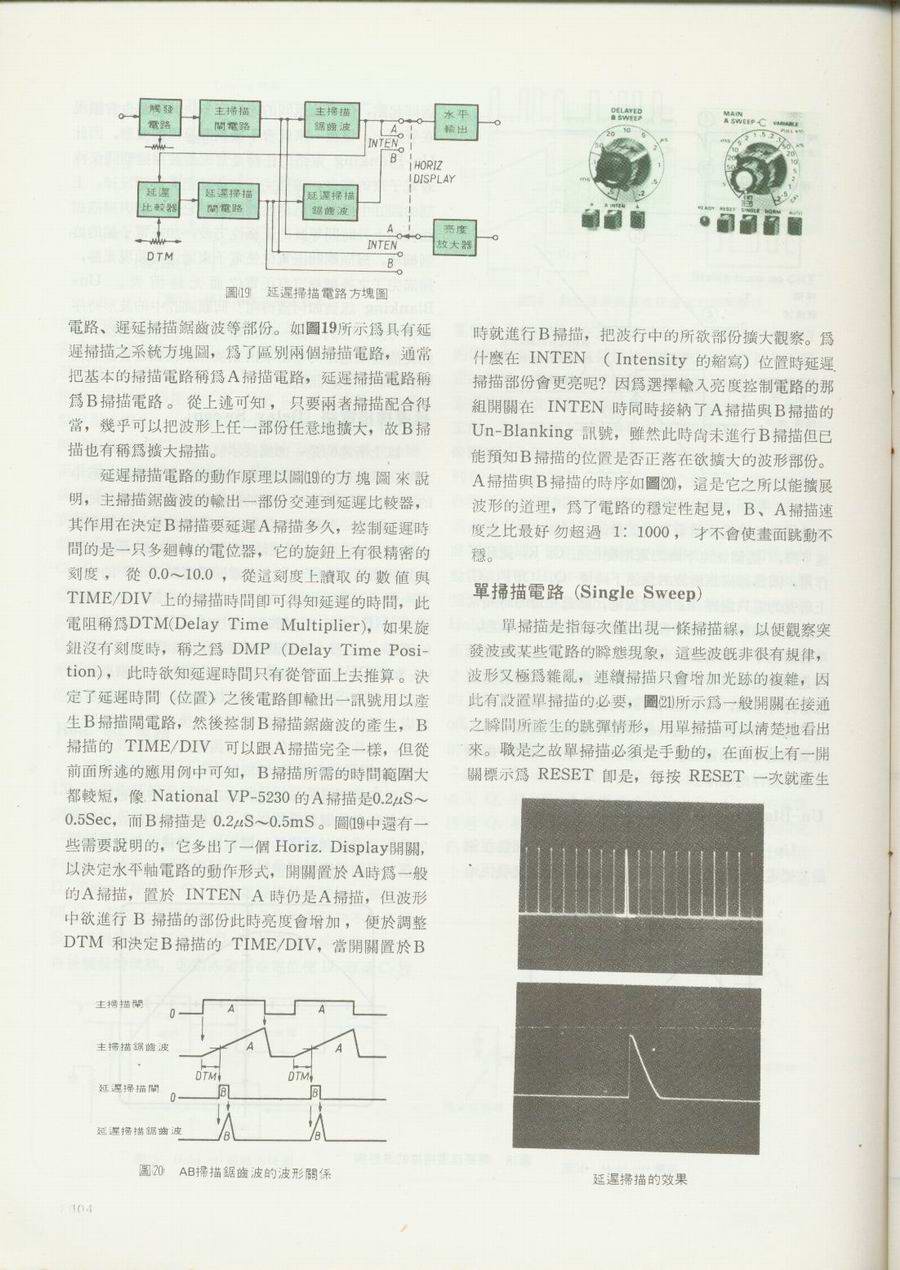 觸發
電路
主掃描
閘電路
主掃描
鋸齒波
水平
輸出
A
INTEN
B
HORIZ
DISPLAY
延遲
比較器
延遲掃描
閘電路
延遲掃描
鋸齒波
亮度
放大器
A
INTEN
B
DTM
圖⒆ 延遲掃描電路方塊圖
DELAYED
B SWEEP
MAIN
A SWEEP
VARIABLE
READY RESET SINGLE NORM AUTO
電路、遲延掃描鋸齒波等部份。如圖19所示爲具有延
遲掃描之系統方塊圖，爲了區別兩個掃描電路，通常
把基本的掃描電路稱爲A掃描電路，延遲掃描電路稱
爲B掃描電路。從上述可知，只要兩者掃描配合得
當，幾乎可以把波形上任一部份任意地擴大，故B掃
描也有稱爲擴大掃描。
延遲掃描電路的動作原理以圖⒆的方塊圖來說
明，主掃描鋸齒波的輸出一部份交連到延遲比較器，
其作用在決定B掃描要延遲A掃描多久，控制延遲時
間的是一只多廻轉的電位器，它的旋鈕上有很精密的
刻度，從 0.0～10.0 ，從這刻度上讀取的數値與
TIME/DIV 上的掃描時間卽可得知延遲的時間，此
電阻稱爲DTM(Delay Time Multiplier)，如果旋
鈕沒有刻度時，稱之爲 DMP (Delay Time Posi-
tion)，此時欲知延遲時間只有從管面上去推算。決
定了延遲時間（位置）之後電路卽輸出一訊號用以產
生B掃描閘電路，然後控制B掃描鋸齒波的產生，B
掃描的 TIME/DIV 可以跟A掃描完全一樣，但從
前面所述的應用例中可知，B掃描所需的時間範圍大
都較短，像 National VP-5230 的A掃描是0.2μS～
0.5Sec，而B掃描是 0.2μS～0.5mS。圖⒆中還有一
些需要說明的，它多出了一個 Horiz. Display開關，
以決定水平軸電路的動作形式，開關置於 A時爲一般
的A掃描，置於 INTEN A 時仍是A掃描，但波形
中欲進行 B 掃描的部份此時亮度會增加，便於調整
DTM 和決定B掃描的 TIME/DIV，當開關置於B
主掃描閘
0
A
A
主掃描鋸齒波
A
A
DTM
DTM
延遲掃描閘
0
B
B
延遲掃描鋸齒波
B
B
圖⒇ AB掃描鋸齒波的波形關係
104
時就進行B掃描，把波行中的所欲部份擴大觀察。爲
什麼在 INTEN （Intensity 的縮寫）位置時延遲
掃描部份會更亮呢？因爲選擇輸入亮度控制電路的那
組開關在 INTEN 時同時接納了A掃描與B掃描的
Un-Blanking 訊號，雖然此時尙未進行B掃描但已
能預知B掃描的位置是否正落在欲擴大的波形部份。
A掃描與B掃描的時序如圖⒇，這是它之所以能擴展
波形的道理，爲了電路的穩定性起見，B、A掃描速
度之比最好勿超過 1：1000，才不會使畫面跳動不
穩。
單掃描電路 (Single Sweep)
單掃描是指每次僅出現一條掃描線，以便觀察突
發波或某些電路的瞬態現象，這些波旣非很有規律，
波形又極爲雜亂，連續掃描只會增加光跡的複雜，因
此有設置單掃描的必要，圖(21)所示爲一般開關在接通
之瞬間所產生的跳彈情形，用單掃描可以清楚地看出
來。職是之故單掃描必須是手動的，在面板上有一開
關標示爲 RESET 卽是，每按 RESET 一次就產生
延遲掃描的效果